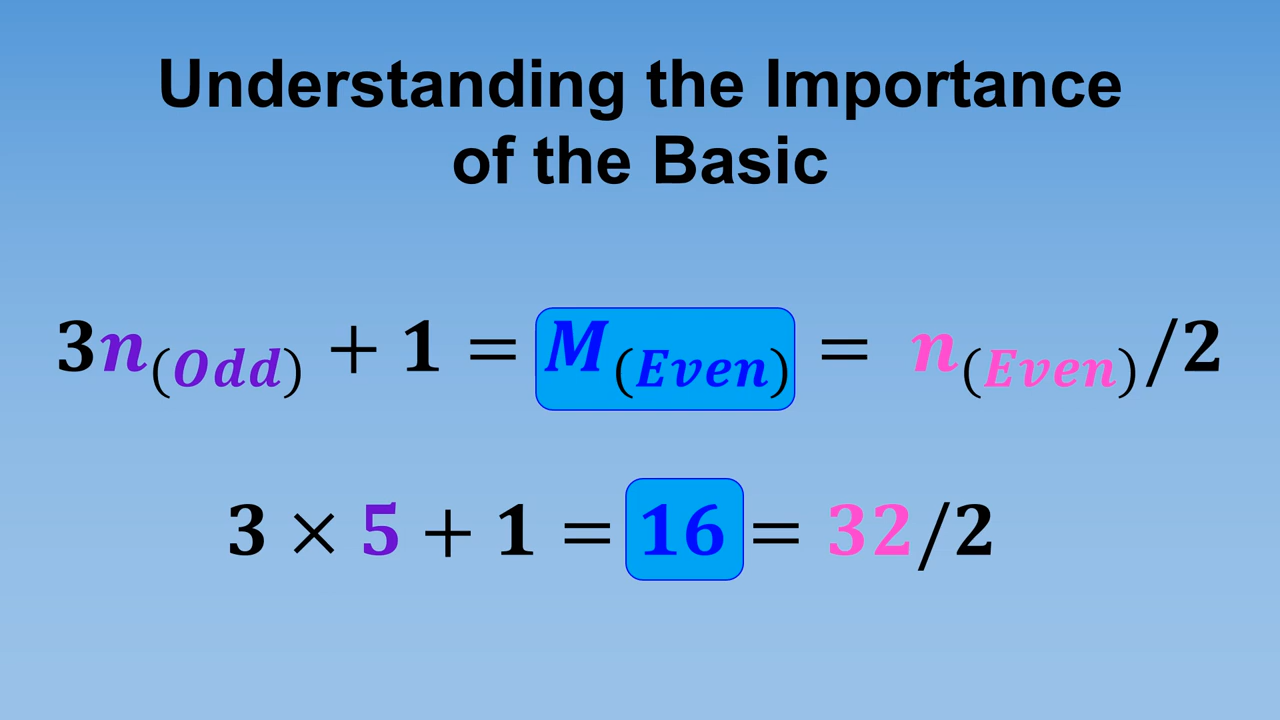 Understanding the Importance
of the Basic
3n(Odd) + 1 = M(Even) = n(Even)/2
3 × 5 + 1 = 16 = 32/2